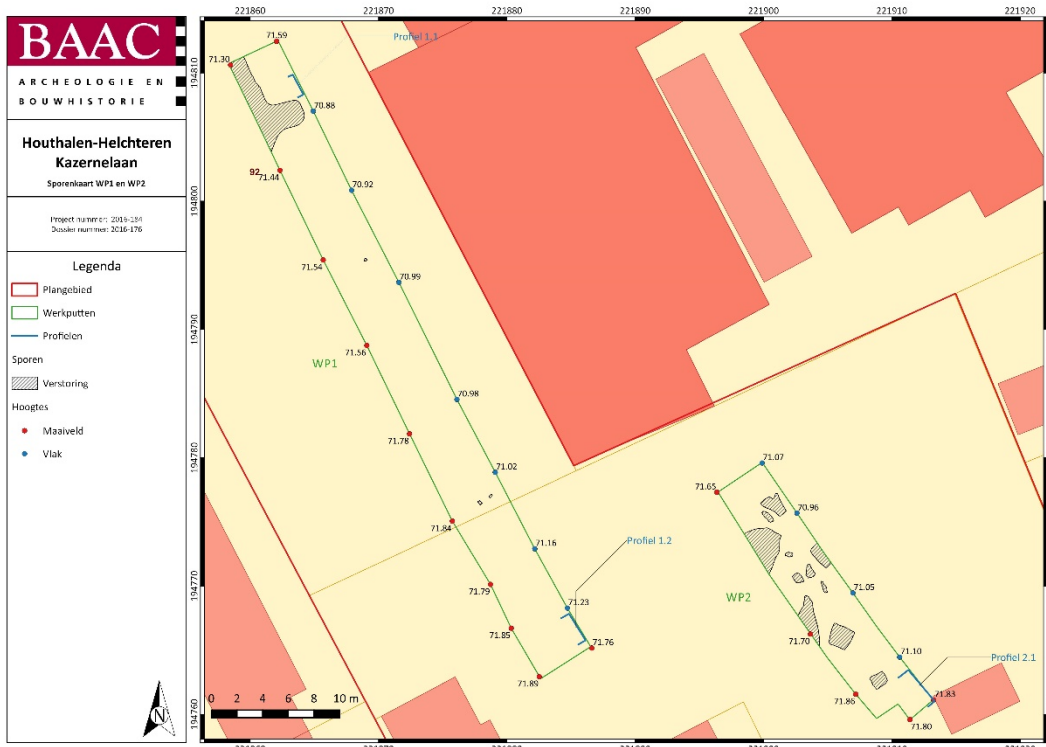 BAAC
ARCHEOLOGIE EN
BOUWHISTORIE
Houthalen-Helchteren
Kazernelaan
Sporenkaart WP1 en WP2
Project nummer: 2016-184
Dossier nummer: 2016-176
Legenda
Plangebied
Werkputten
Profielen
Sporen
Verstoring
Hoogtes
Maaiveld
Vlak
221860 221870 221880 221890 221900 221910 221920
194810
194800
194790
194780
194770
194760
71.59
Profiel 1.1
71.30
70.88
92
71.44
70.92
71.54
70.99
71.56
WP1
70.98
71.78
71.02
71.84
71.16
71.79
71.23
Profiel 1.2
71.85
71.76
71.89
71.07
71.65
70.96
71.05
WP2
71.70
71.10
Profiel 2.1
71.86
71.83
71.80
N
0 2 4 6 8 10 m